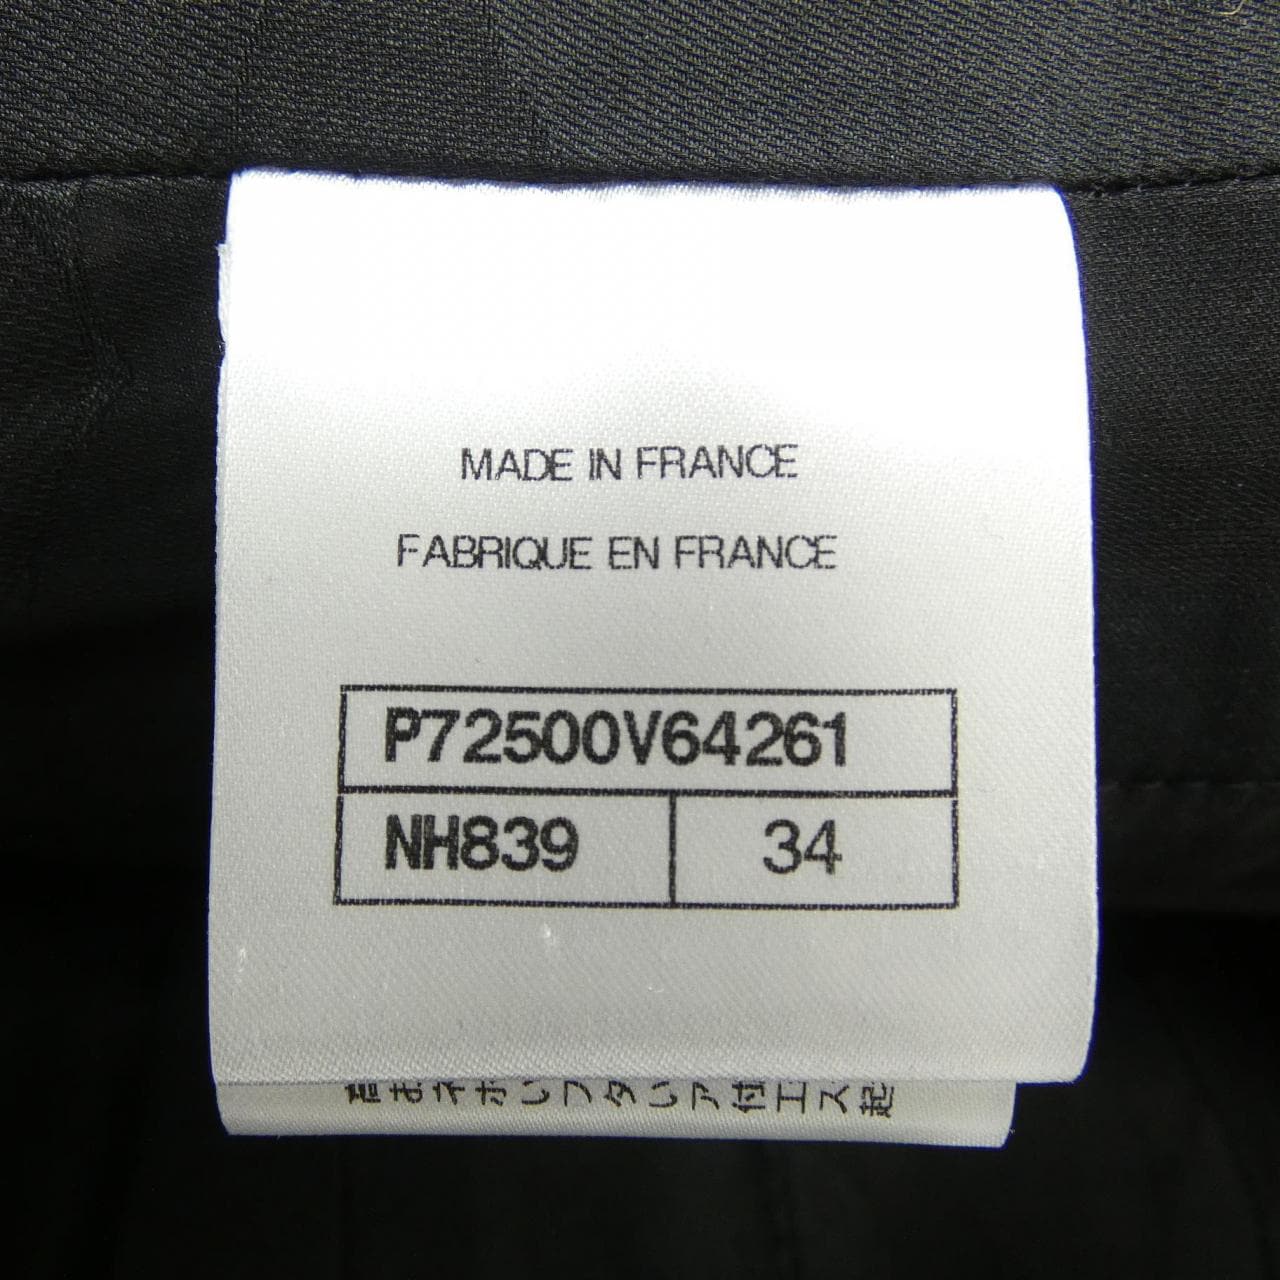 MADE IN FRANCE
FABRIQUE EN FRANCE
P72500V64261
NH839
34